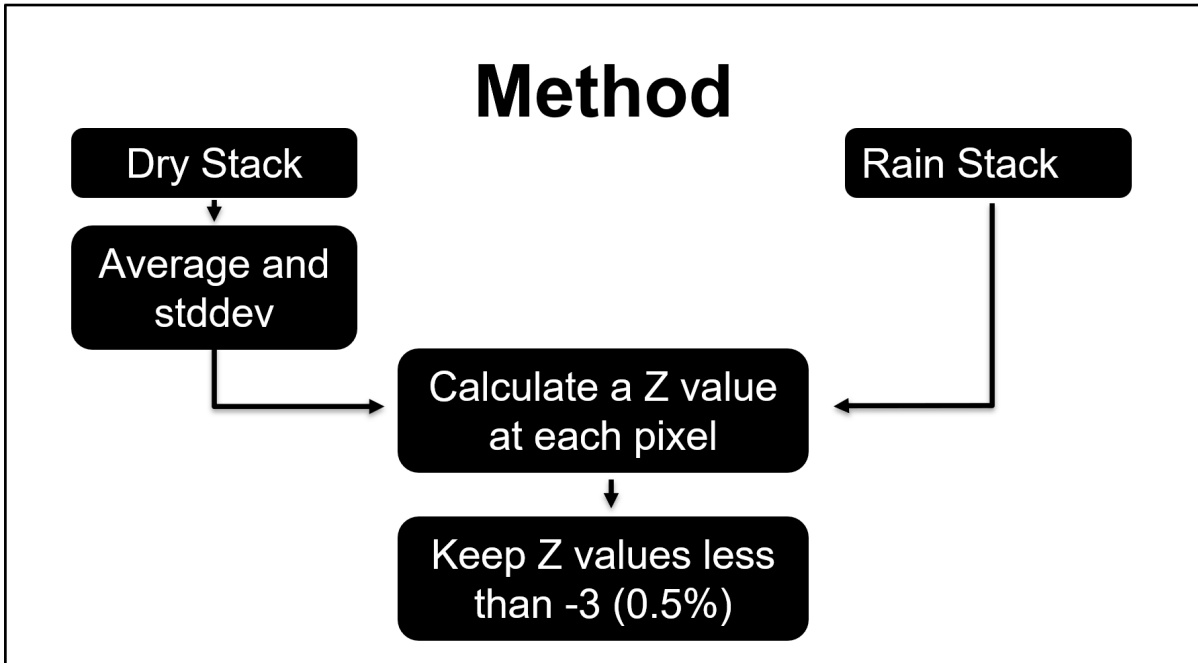 Method
Dry Stack
Rain Stack
Average and
stddev
Calculate a Z value
at each pixel
Keep Z values less
than -3 (0.5%)